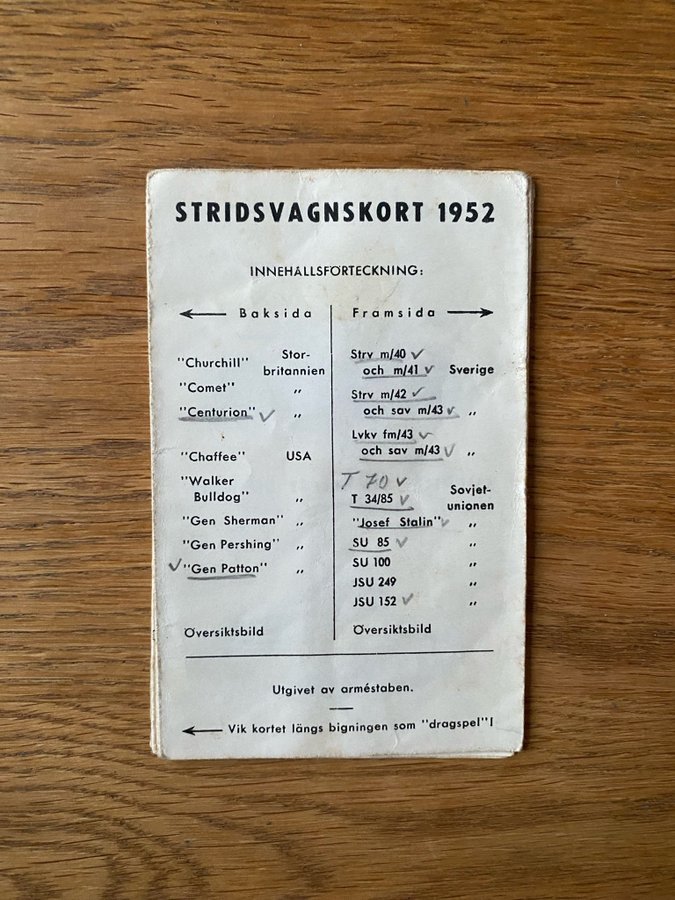 STRIDSVAGNSKORT 1952
INNEHÅLLSFÖRTECKNING:
← Baksida
"Churchill" Stor-
britannien
"Comet" „
"Centurion" ✓ „
"Chaffee" USA
"Walker
Bulldog" „
"Gen Sherman" „
"Gen Pershing" „
✓ "Gen Patton" „
Översiktsbild
Framsida →
Strv m/40 ✓
och m/41 ✓ Sverige
Strv m/42 ✓
och sav m/43 ✓ „
Lvkv fm/43 ✓
och sav m/43 ✓ „
T 70 ✓
T 34/85 ✓ Sovjet-
unionen
"Josef Stalin" ✓ „
SU 85 ✓ „
SU 100 „
JSU 249 „
JSU 152 ✓ „
Översiktsbild
Utgivet av arméstaben.
← Vik kortet längs bigningen som "dragspel"!